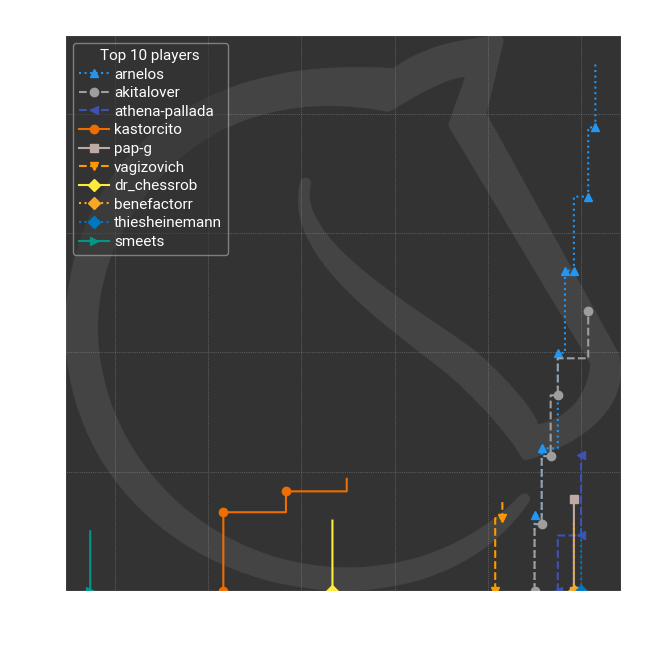 Top 10 players
arnelos
akitalover
athena-pallada
kastorcito
pap-g
vagizovich
dr_chessrob
benefactorr
thiesheinemann
smeets